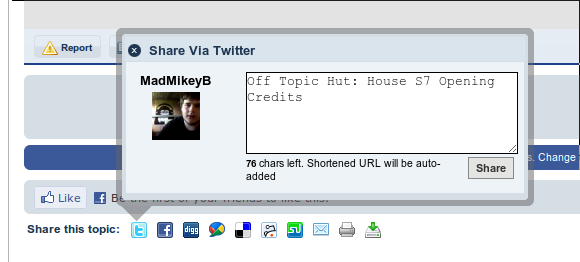 Report
Share Via Twitter
MadMikeyB
Off Topic Hut: House S7 Opening
Credits
s. Change
76 chars left. Shortened URL will be auto-
added
Share
Like
Be the first of your friends to like this.
Share this topic:
digg